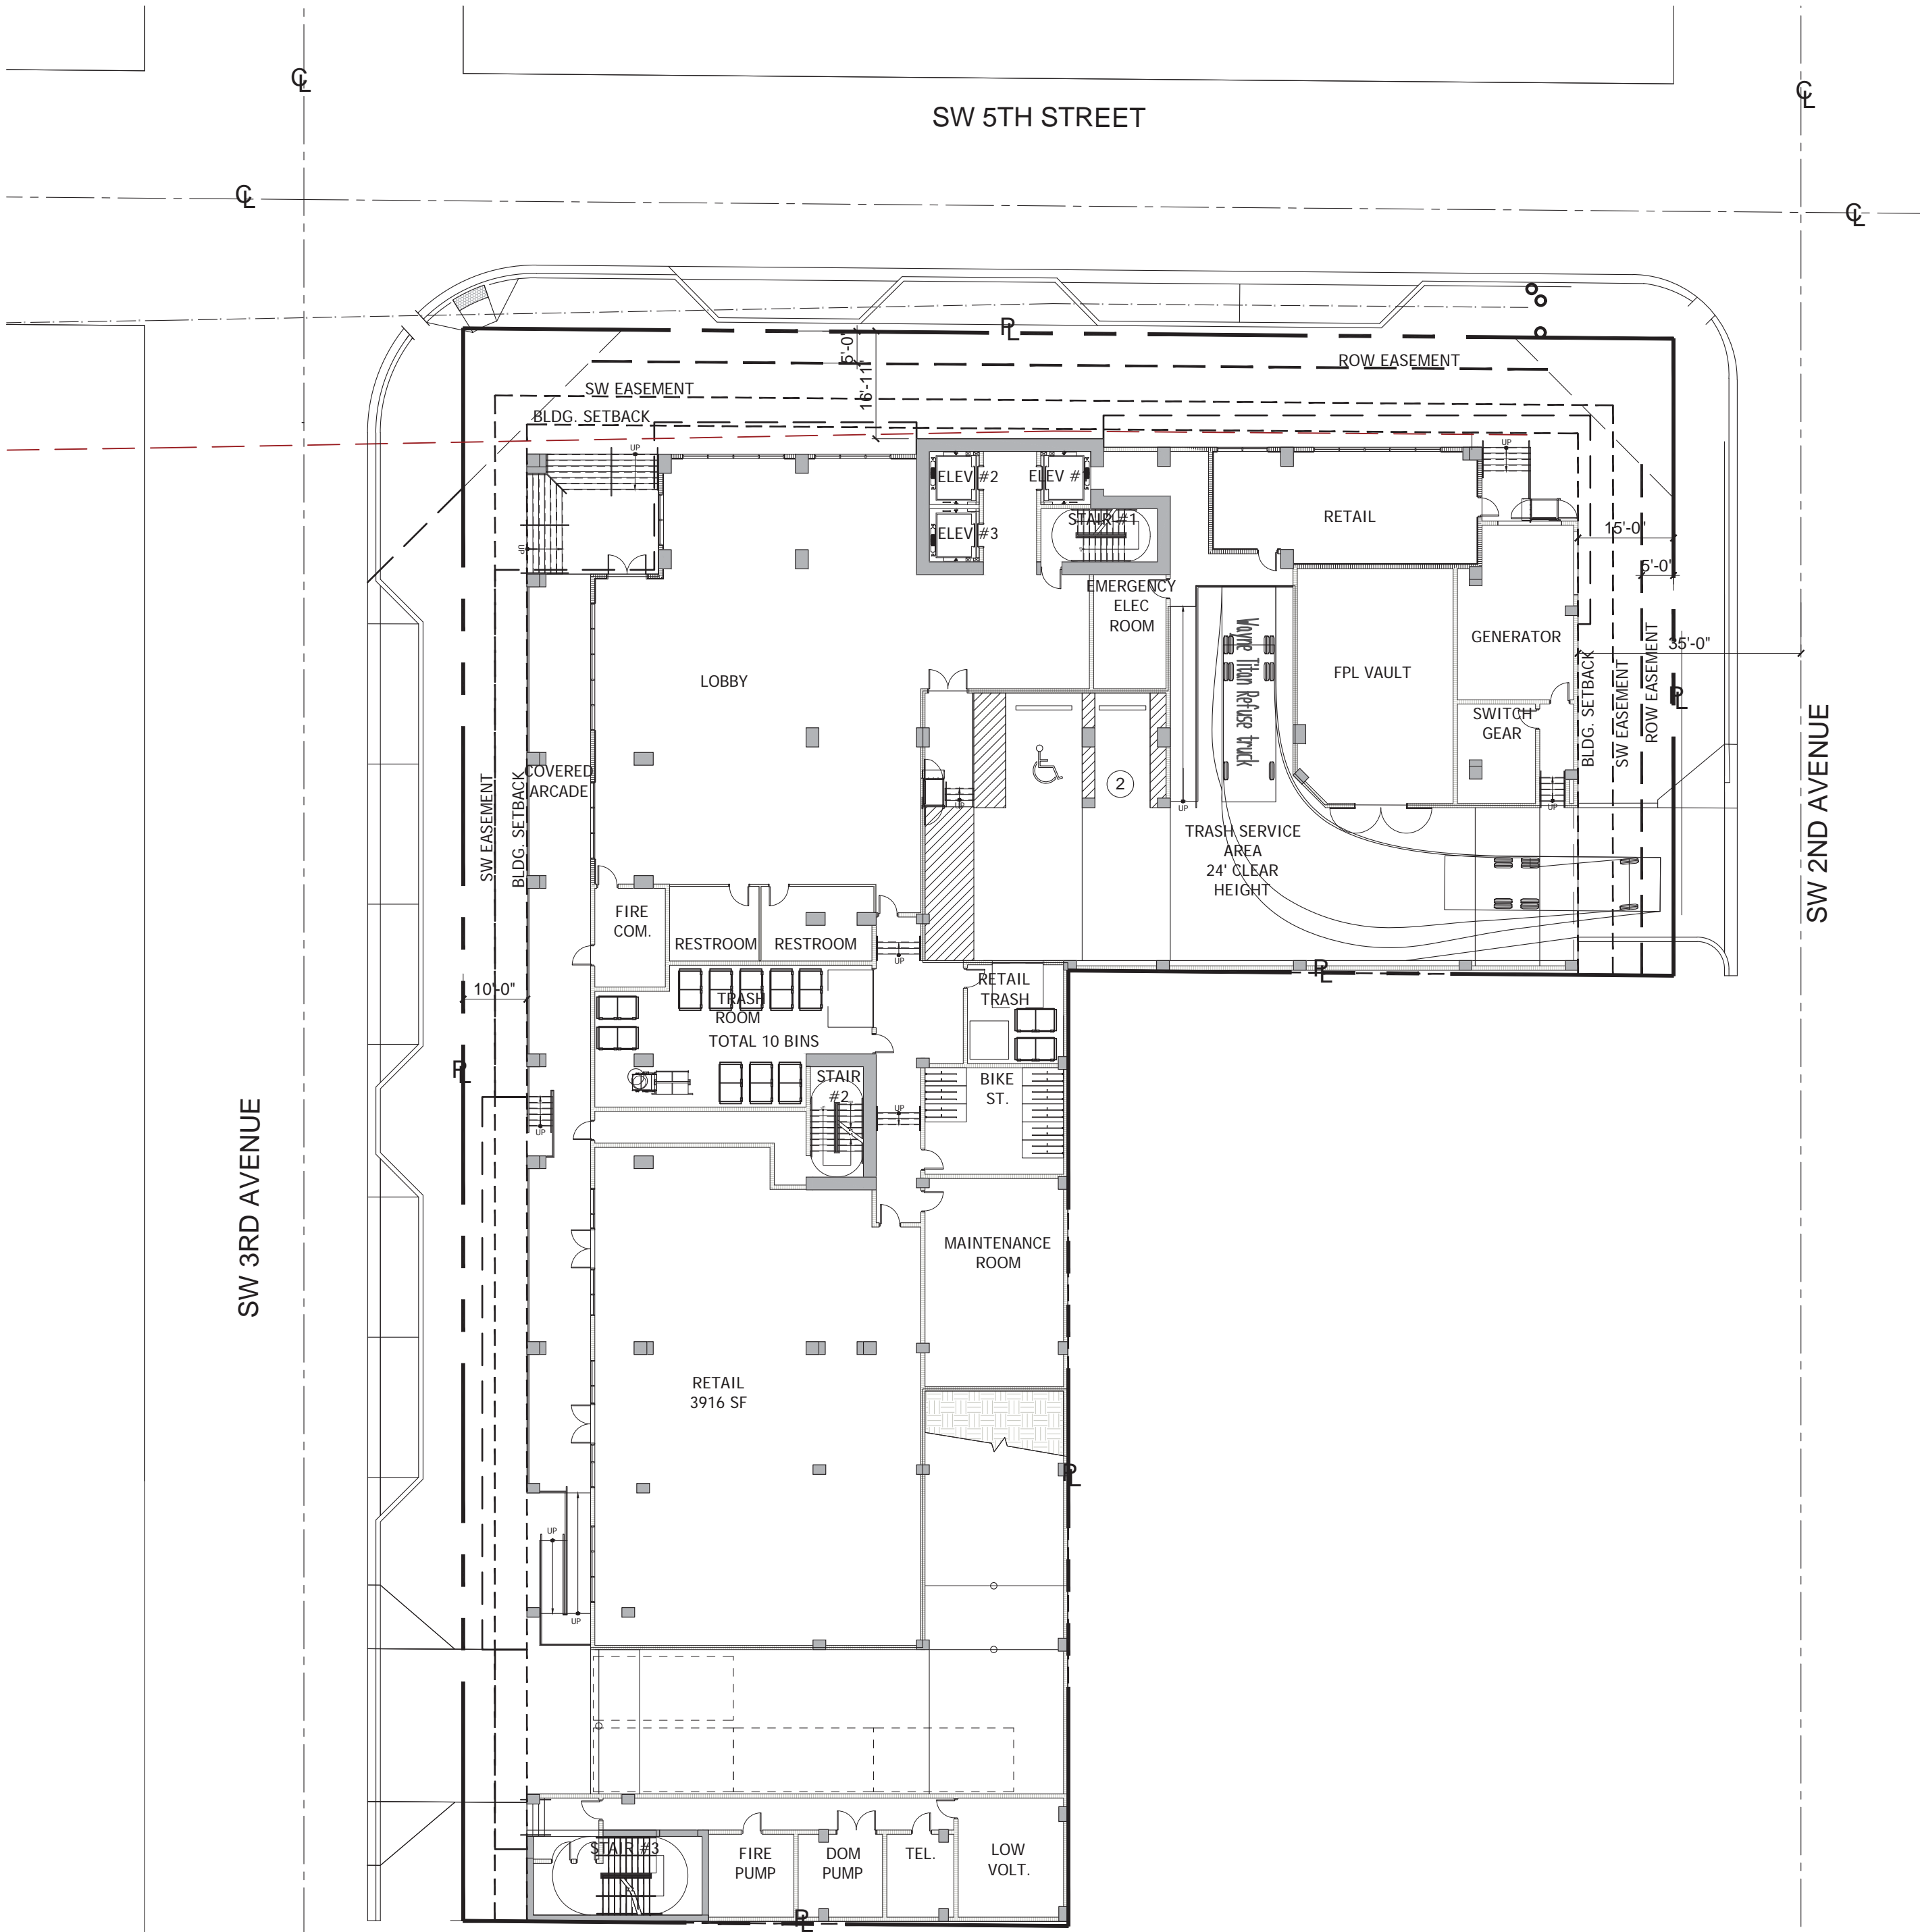 ℄
℄
SW 5TH STREET
℄
℄
PL
5'-0"
16'-11"
ROW EASEMENT
SW EASEMENT
BLDG. SETBACK
UP
UP
ELEV #2
ELEV #
UP
RETAIL
STAIR #1
ELEV #3
15'-0"
5'-0"
EMERGENCY
ELEC
ROOM
Wayne Titan Refuse truck
GENERATOR
35'-0"
FPL VAULT
LOBBY
BLDG. SETBACK
SW EASEMENT
ROW EASEMENT
PL
SWITCH
GEAR
SW 2ND AVENUE
COVERED
ARCADE
SW EASEMENT
BLDG. SETBACK
2
UP
UP
UP
TRASH SERVICE
AREA
24' CLEAR
HEIGHT
FIRE
COM.
RESTROOM
RESTROOM
UP
PL
10'-0"
RETAIL
TRASH
TRASH
ROOM
TOTAL 10 BINS
PL
STAIR
#2
BIKE
ST.
UP
UP
SW 3RD AVENUE
MAINTENANCE
ROOM
RETAIL
3916 SF
PL
UP
UP
STAIR #3
FIRE
PUMP
DOM
PUMP
TEL.
LOW
VOLT.
PL